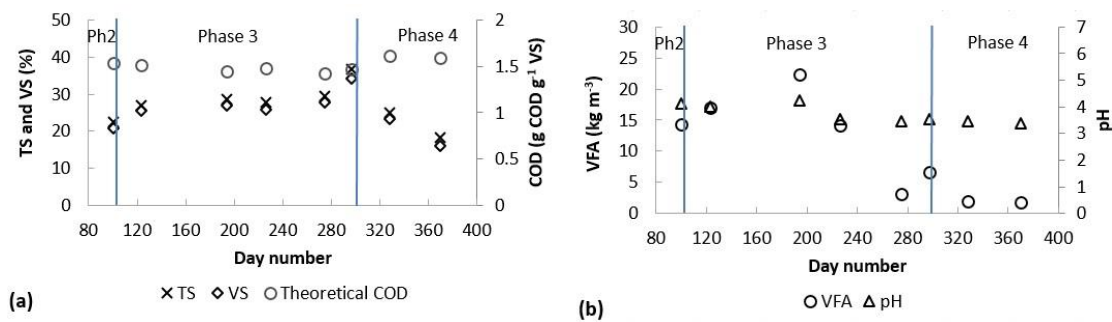 50
40
30
20
10
0
TS and VS (%)
Ph2
Phase 3
Phase 4
2
1.5
1
0.5
0
COD (g COD g-1 VS)
80 120 160 200 240 280 320 360 400
Day number
(a)
× TS ◇ VS ○ Theoretical COD
30
25
20
15
10
5
0
VFA (kg m-3)
Ph2
Phase 3
Phase 4
7
6
5
4
3
2
1
0
pH
80 120 160 200 240 280 320 360 400
Day number
(b)
○ VFA △ pH